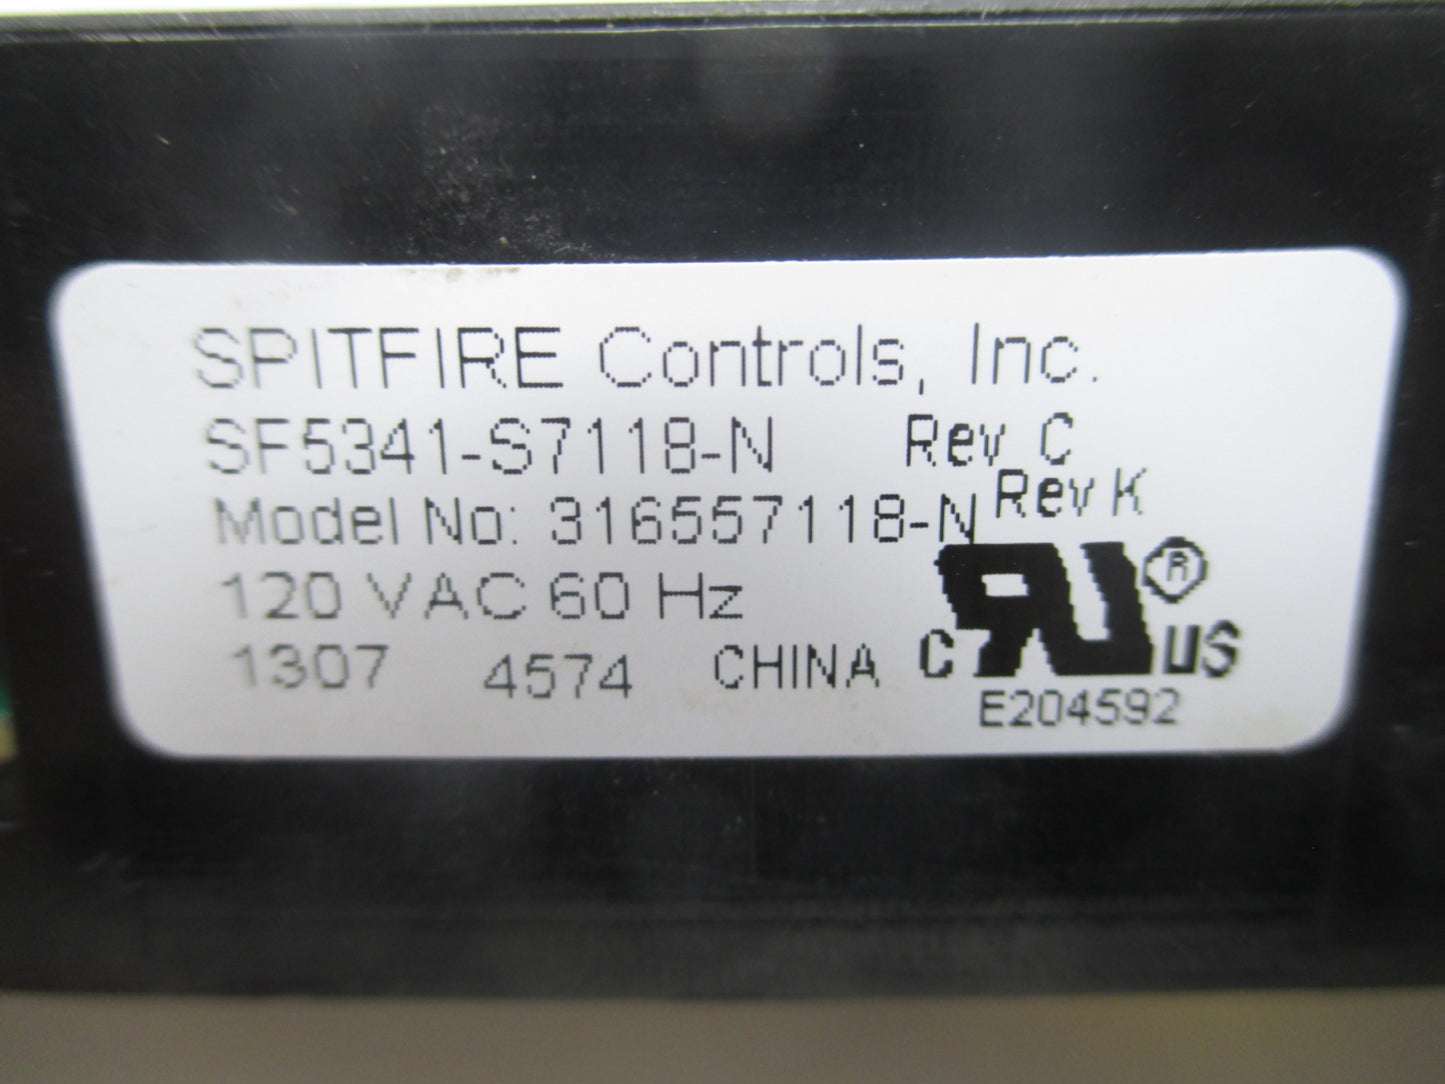 SPITFIRE Controls, Inc.
SF5341-S7118-N Rev C
Model No: 316557118-N Rev K
120 VAC 60 Hz
1307 4574 CHINA
C RU ® US
E204592